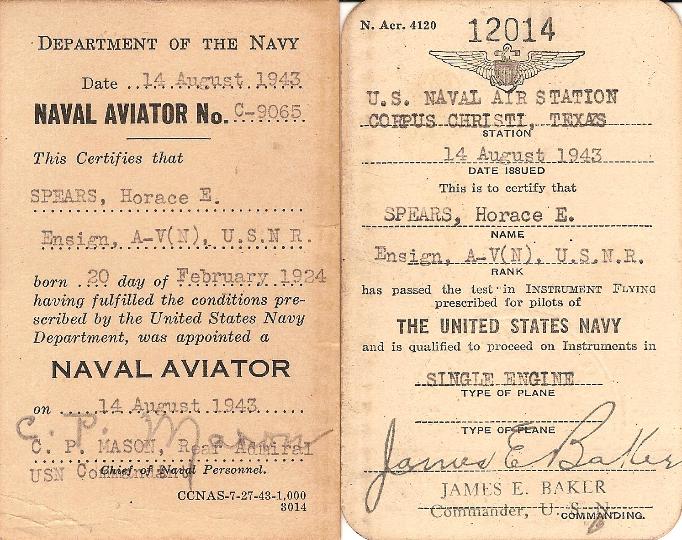 DEPARTMENT OF THE NAVY
Date 14 August 1943
NAVAL AVIATOR No. C-9065
This Certifies that
SPEARS, Horace E.
Ensign, A-V(N), U.S.N R.
born 20 day of February 1924
having fulfilled the conditions pre-
scribed by the United States Navy
Department, was appointed a
NAVAL AVIATOR
on 14 August 1943
C. P. Mason
C. P. MASON, Rear Admiral
USN Commandant
Chief of Naval Personnel.
CCNAS-7-27-43-1,000
3014
N. Aer. 4120
12014
U.S. NAVAL AIR STATION
CORPUS CHRISTI, TEXAS
STATION
14 August 1943
DATE ISSUED
This is to certify that
SPEARS, Horace E.
NAME
Ensign, A-V(N), U.S.N.R.
RANK
has passed the test in INSTRUMENT FLYING
prescribed for pilots of
THE UNITED STATES NAVY
and is qualified to proceed on Instruments in
SINGLE ENGINE
TYPE OF PLANE
TYPE OF PLANE
James E Baker
JAMES E. BAKER
Commander, U. S. N.
COMMANDING.